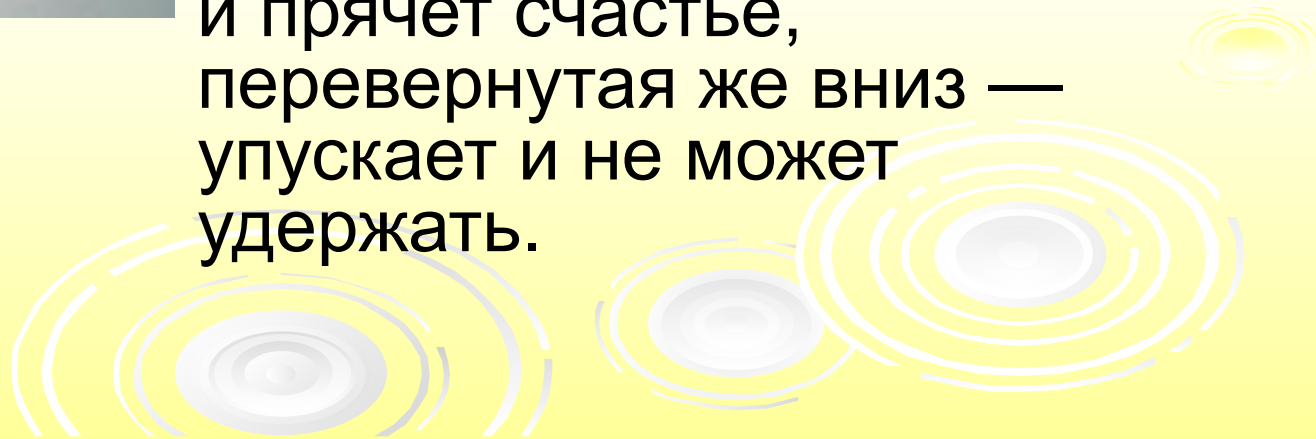 и прячет счастье,
перевернутая же вниз —
упускает и не может
удержать.